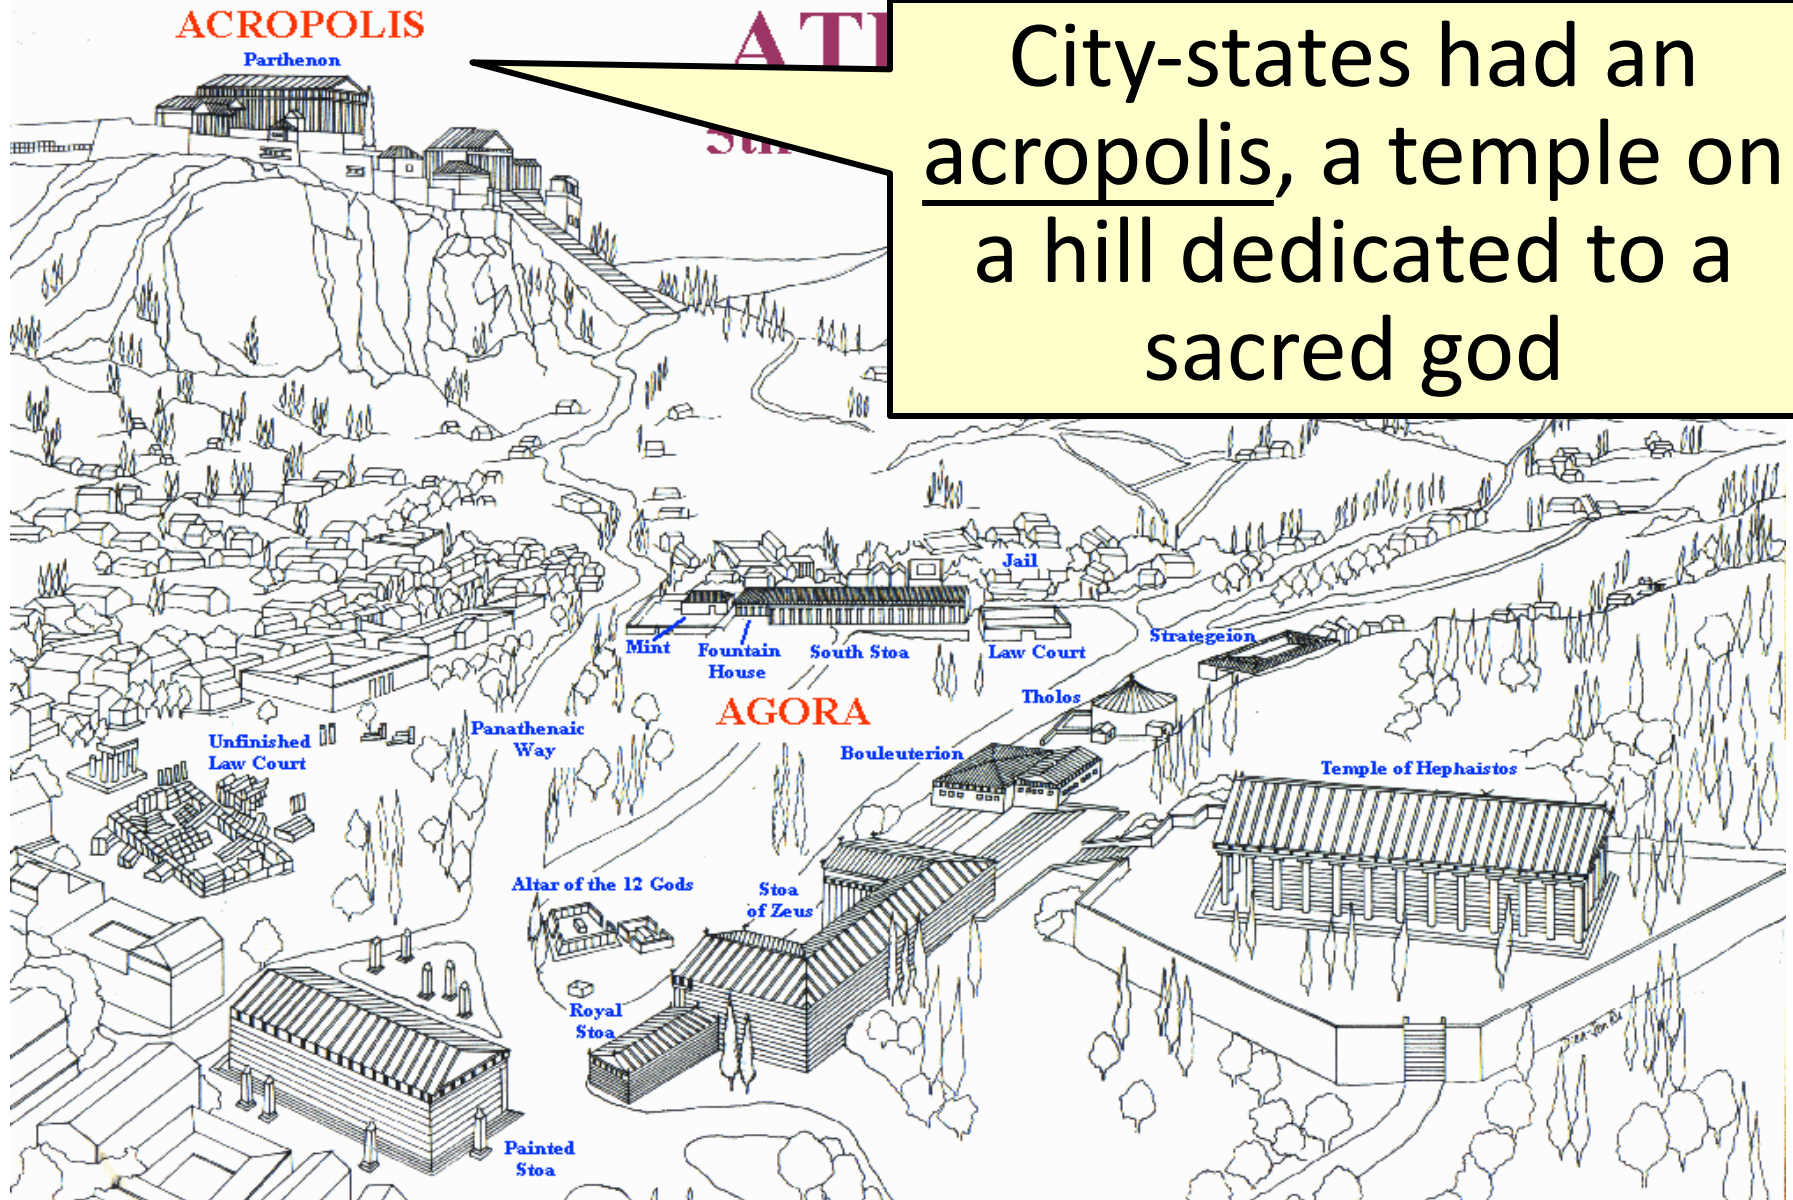 ACROPOLIS
Parthenon
City-states had an
acropolis, a temple on
a hill dedicated to a
sacred god
Jail
Mint
Fountain
House
South Stoa
Law Court
Strategeion
Tholos
AGORA
Panathenaic
Way
Unfinished
Law Court
Bouleuterion
Temple of Hephaistos
Altar of the 12 Gods
Stoa
of Zeus
Royal
Stoa
Painted
Stoa